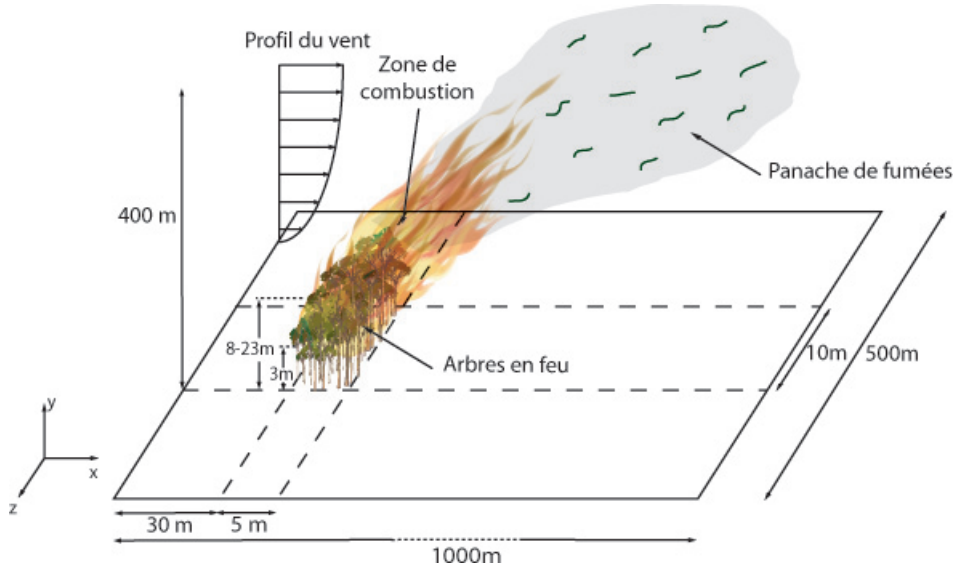 Profil du vent
Zone de
combustion
Panache de fumées
400 m
8-23m
3m
Arbres en feu
10m
500m
y
x
z
30 m
5 m
1000m